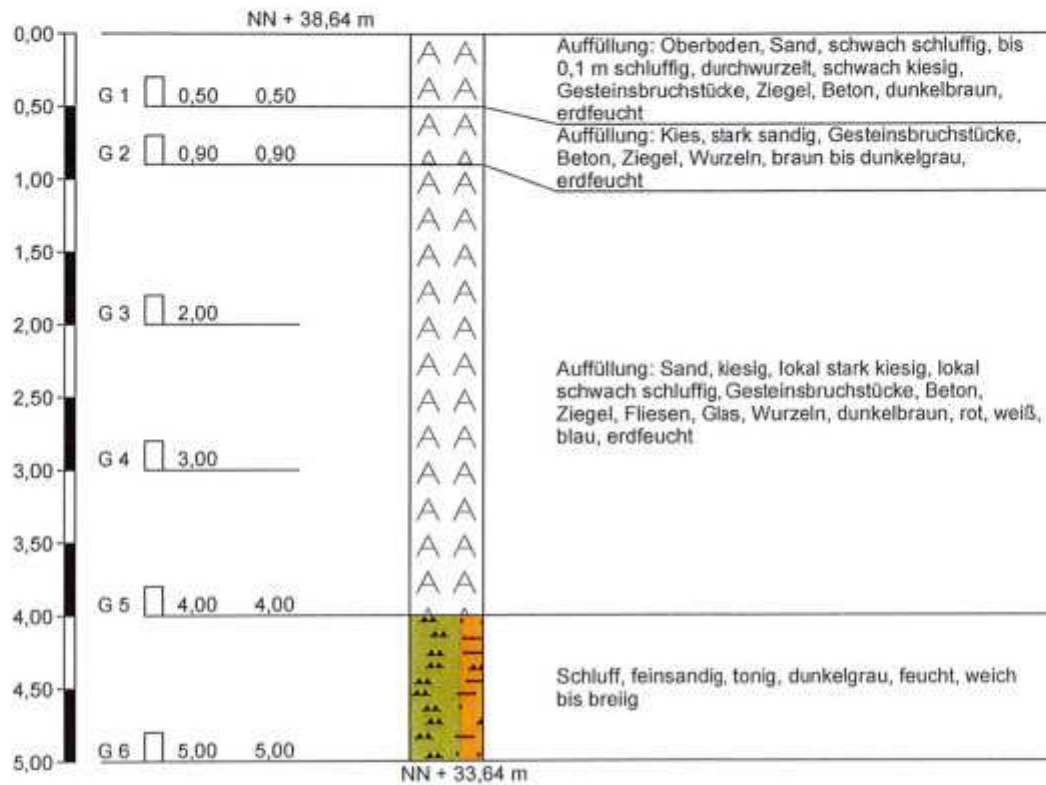 NN + 38,64 m
0,00
Auffüllung: Oberboden, Sand, schwach schluffig, bis
0,1 m schluffig, durchwurzelt, schwach kiesig,
Gesteinsbruchstücke, Ziegel, Beton, dunkelbraun,
erdfeucht
G 1 0,50 0,50
0,50
Auffüllung: Kies, stark sandig, Gesteinsbruchstücke,
Beton, Ziegel, Wurzeln, braun bis dunkelgrau,
erdfeucht
G 2 0,90 0,90
1,00
1,50
G 3 2,00
2,00
Auffüllung: Sand, kiesig, lokal stark kiesig, lokal
schwach schluffig, Gesteinsbruchstücke, Beton,
Ziegel, Fliesen, Glas, Wurzeln, dunkelbraun, rot, weiß,
blau, erdfeucht
2,50
G 4 3,00
3,00
3,50
G 5 4,00 4,00
4,00
Schluff, feinsandig, tonig, dunkelgrau, feucht, weich
bis breiig
4,50
G 6 5,00 5,00
5,00
NN + 33,64 m